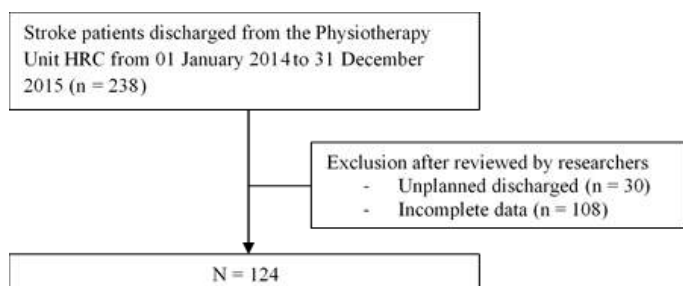 Stroke patients discharged from the Physiotherapy
Unit HRC from 01 January 2014 to 31 December
2015 (n = 238)
Exclusion after reviewed by researchers
- Unplanned discharged (n = 30)
- Incomplete data (n = 108)
N = 124